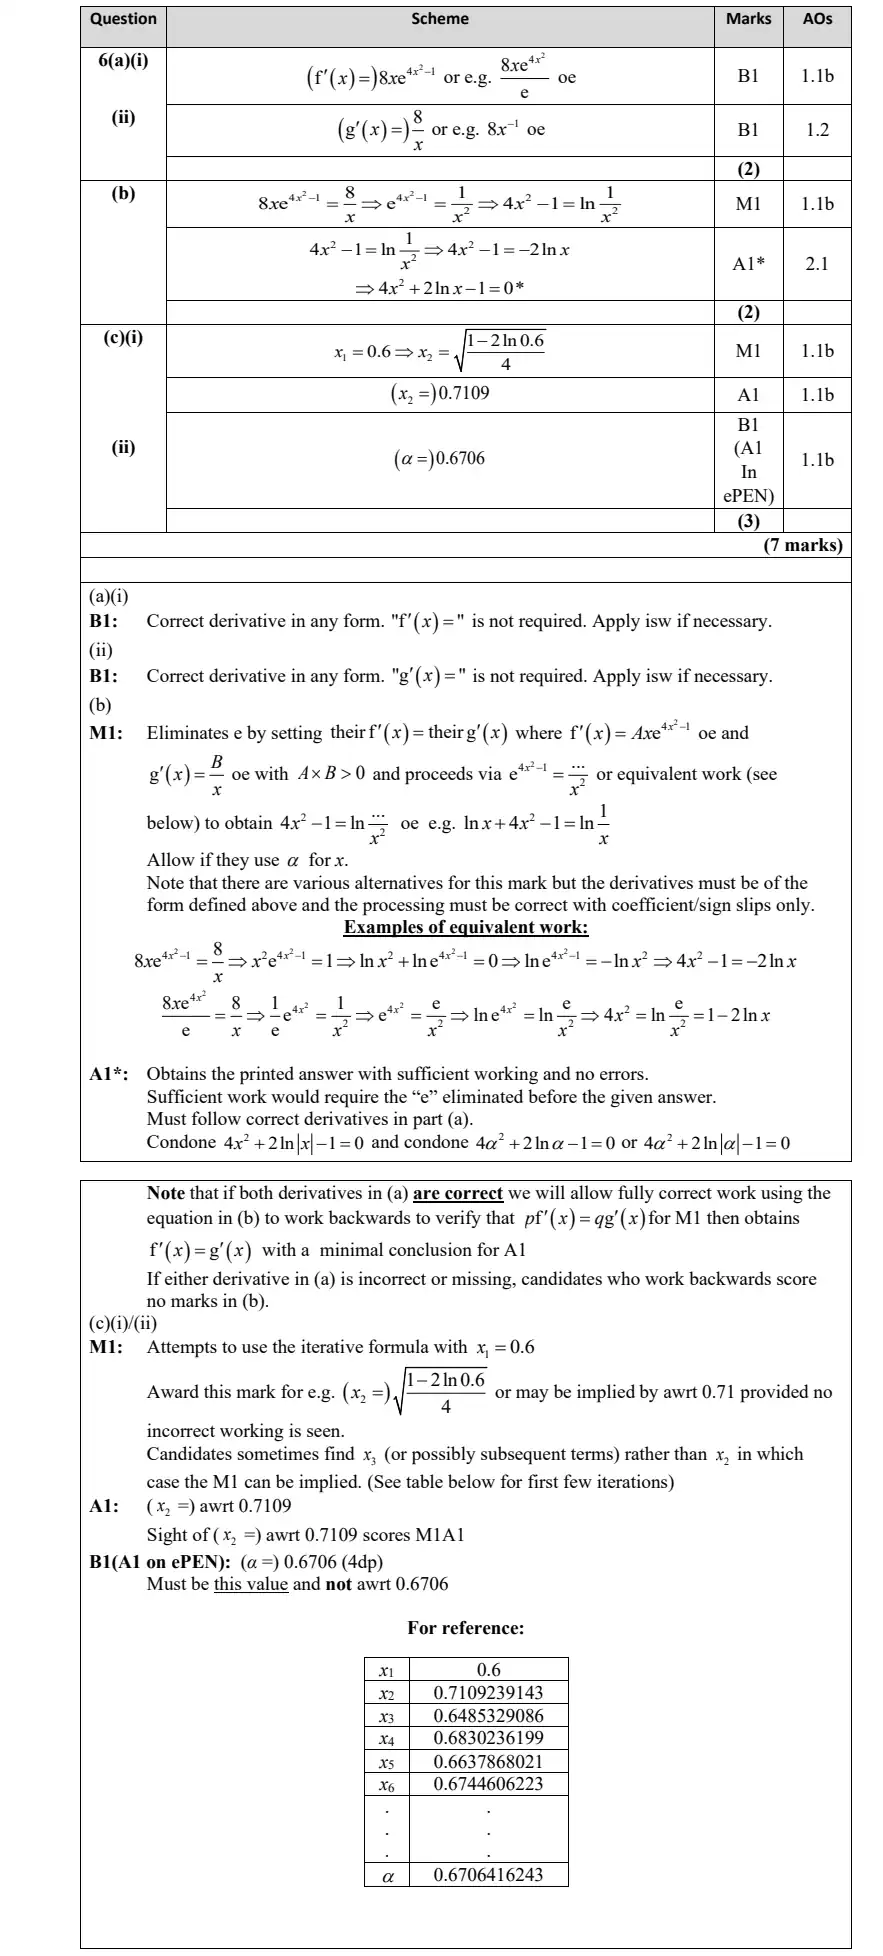 Question Scheme Marks AOs
6(a)(i) (f′(x)=)8xe^{4x²−1} or e.g. 8xe^{4x²}/e oe B1 1.1b
(ii) (g′(x)=)8/x or e.g. 8x⁻¹ oe B1 1.2
(2)
(b) 8xe^{4x²−1} = 8/x ⇒ e^{4x²−1} = 1/x² ⇒ 4x² − 1 = ln 1/x² M1 1.1b
4x² − 1 = ln 1/x² ⇒ 4x² − 1 = −2 ln x
⇒ 4x² + 2 ln x − 1 = 0* A1* 2.1
(2)
(c)(i) x₁ = 0.6 ⇒ x₂ = √((1 − 2 ln 0.6)/4) M1 1.1b
(x₂ =)0.7109 A1 1.1b
(ii) (α =)0.6706 B1 (A1 In ePEN) 1.1b
(3)
(7 marks)
(a)(i)
B1: Correct derivative in any form. "f′(x)=" is not required. Apply isw if necessary.
(ii)
B1: Correct derivative in any form. "g′(x)=" is not required. Apply isw if necessary.
(b)
M1: Eliminates e by setting their f′(x) = their g′(x) where f′(x) = Axe^{4x²−1} oe and
g′(x) = B/x oe with A×B > 0 and proceeds via e^{4x²−1} = .../x² or equivalent work (see
below) to obtain 4x² − 1 = ln .../x² oe e.g. ln x + 4x² − 1 = ln 1/x
Allow if they use α for x.
Note that there are various alternatives for this mark but the derivatives must be of the
form defined above and the processing must be correct with coefficient/sign slips only.
Examples of equivalent work:
8xe^{4x²−1} = 8/x ⇒ x²e^{4x²−1} = 1 ⇒ ln x² + ln e^{4x²−1} = 0 ⇒ ln e^{4x²−1} = −ln x² ⇒ 4x² − 1 = −2 ln x
8xe^{4x²}/e = 8/x ⇒ 1/e e^{4x²} = 1/x² ⇒ e^{4x²} = e/x² ⇒ ln e^{4x²} = ln e/x² ⇒ 4x² = ln e/x² = 1 − 2 ln x
A1*: Obtains the printed answer with sufficient working and no errors.
Sufficient work would require the “e” eliminated before the given answer.
Must follow correct derivatives in part (a).
Condone 4x² + 2 ln|x| − 1 = 0 and condone 4α² + 2 ln α − 1 = 0 or 4α² + 2 ln|α| − 1 = 0
Note that if both derivatives in (a) are correct we will allow fully correct work using the
equation in (b) to work backwards to verify that pf′(x) = qg′(x) for M1 then obtains
f′(x) = g′(x) with a minimal conclusion for A1
If either derivative in (a) is incorrect or missing, candidates who work backwards score
no marks in (b).
(c)(i)/(ii)
M1: Attempts to use the iterative formula with x₁ = 0.6
Award this mark for e.g. (x₂ =)√((1 − 2 ln 0.6)/4) or may be implied by awrt 0.71 provided no
incorrect working is seen.
Candidates sometimes find x₃ (or possibly subsequent terms) rather than x₂ in which
case the M1 can be implied. (See table below for first few iterations)
A1: (x₂ =) awrt 0.7109
Sight of (x₂ =) awrt 0.7109 scores M1A1
B1(A1 on ePEN): (α =) 0.6706 (4dp)
Must be this value and not awrt 0.6706
For reference:
x₁ 0.6
x₂ 0.7109239143
x₃ 0.6485329086
x₄ 0.6830236199
x₅ 0.6637868021
x₆ 0.6744606223
. .
. .
. .
α 0.6706416243